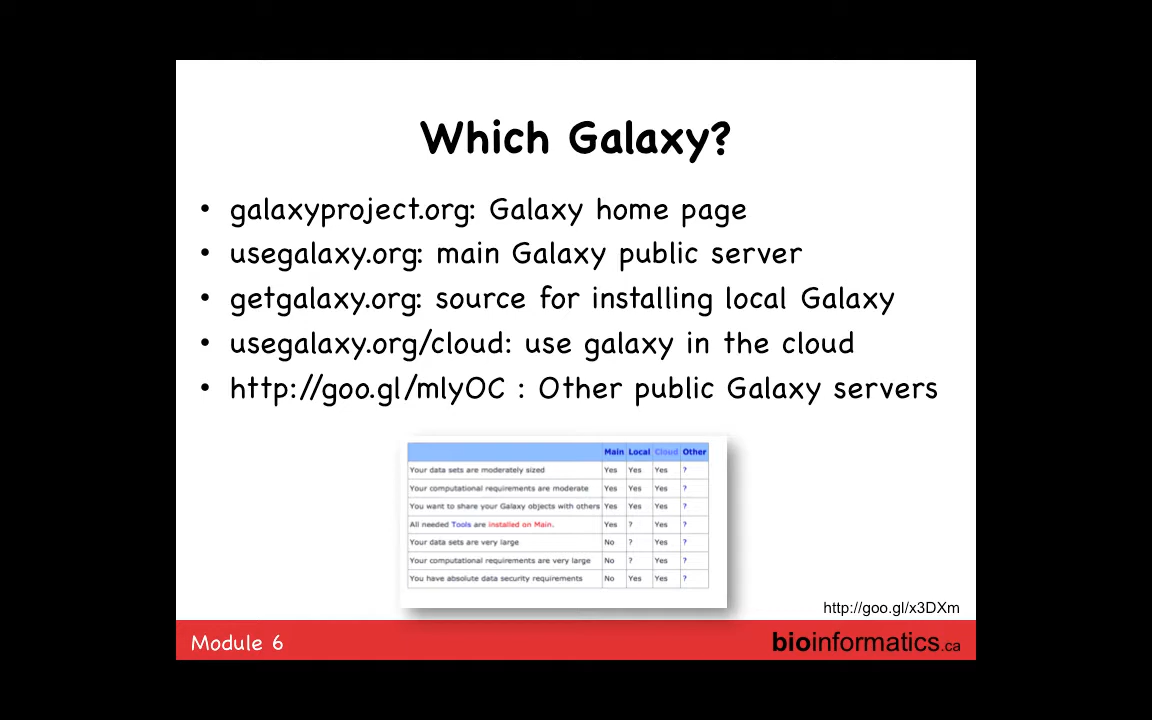 Which Galaxy?
• galaxyproject.org: Galaxy home page
• usegalaxy.org: main Galaxy public server
• getgalaxy.org: source for installing local Galaxy
• usegalaxy.org/cloud: use galaxy in the cloud
• http://goo.gl/mlyOC : Other public Galaxy servers
Main Local Cloud Other
Your data sets are moderately sized Yes Yes Yes ?
Your computational requirements are moderate Yes Yes Yes ?
You want to share your Galaxy objects with others Yes Yes Yes ?
All needed Tools are installed on Main. Yes ? Yes ?
Your data sets are very large No ? Yes ?
Your computational requirements are very large No ? Yes ?
You have absolute data security requirements No Yes Yes ?
http://goo.gl/x3DXm
Module 6 bioinformatics.ca